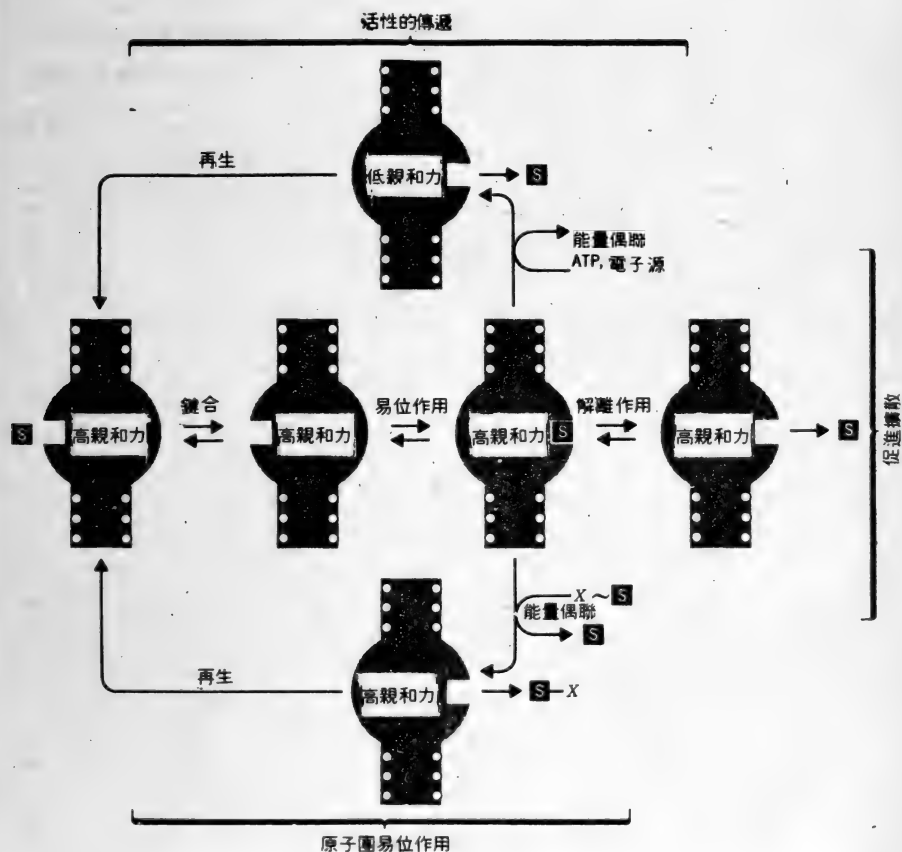 活性的傳遞
再生
低親和力
S
能量偶聯
ATP, 電子源
S
高親和力
鍵合
高親和力
易位作用
高親和力
S
解離作用
高親和力
S
促進擴散
X~S
能量偶聯
S
再生
高親和力
S—X
原子團易位作用